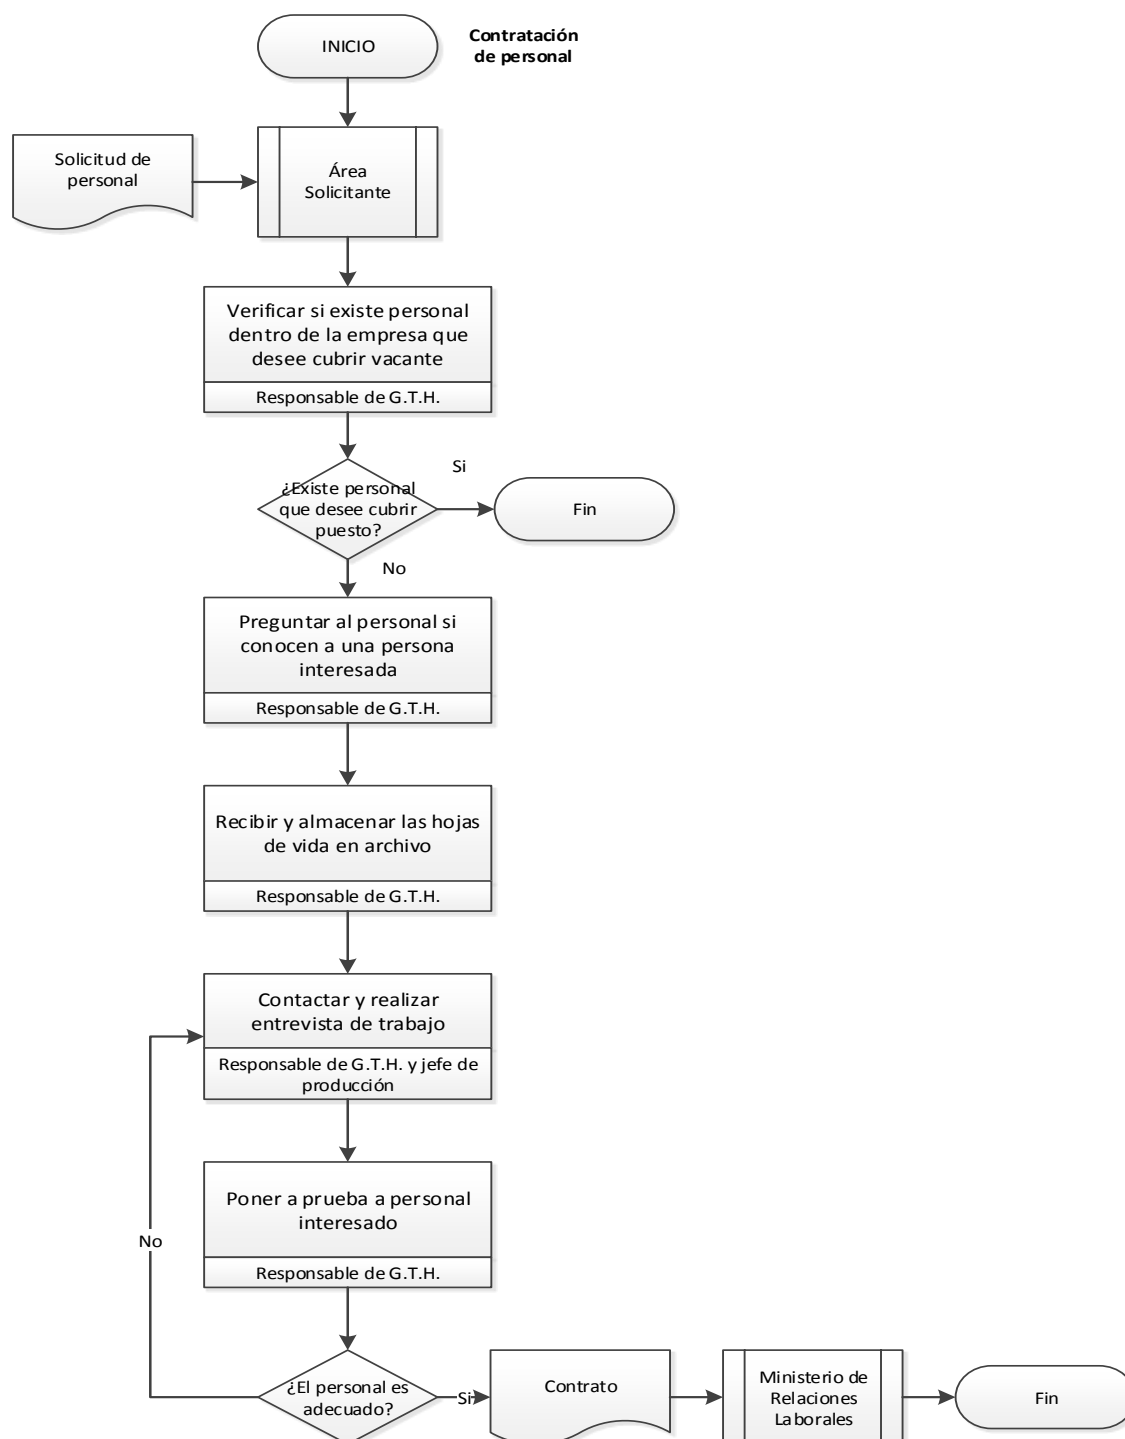 INICIO
Contratación
de personal
Solicitud de
personal
Área
Solicitante
Verificar si existe personal
dentro de la empresa que
desee cubrir vacante
Responsable de G.T.H.
¿Existe personal
que desee cubrir
puesto?
Si
Fin
No
Preguntar al personal si
conocen a una persona
interesada
Responsable de G.T.H.
Recibir y almacenar las hojas
de vida en archivo
Responsable de G.T.H.
Contactar y realizar
entrevista de trabajo
Responsable de G.T.H. y jefe de
producción
Poner a prueba a personal
interesado
Responsable de G.T.H.
No
¿El personal es
adecuado?
Si
Contrato
Ministerio de
Relaciones
Laborales
Fin